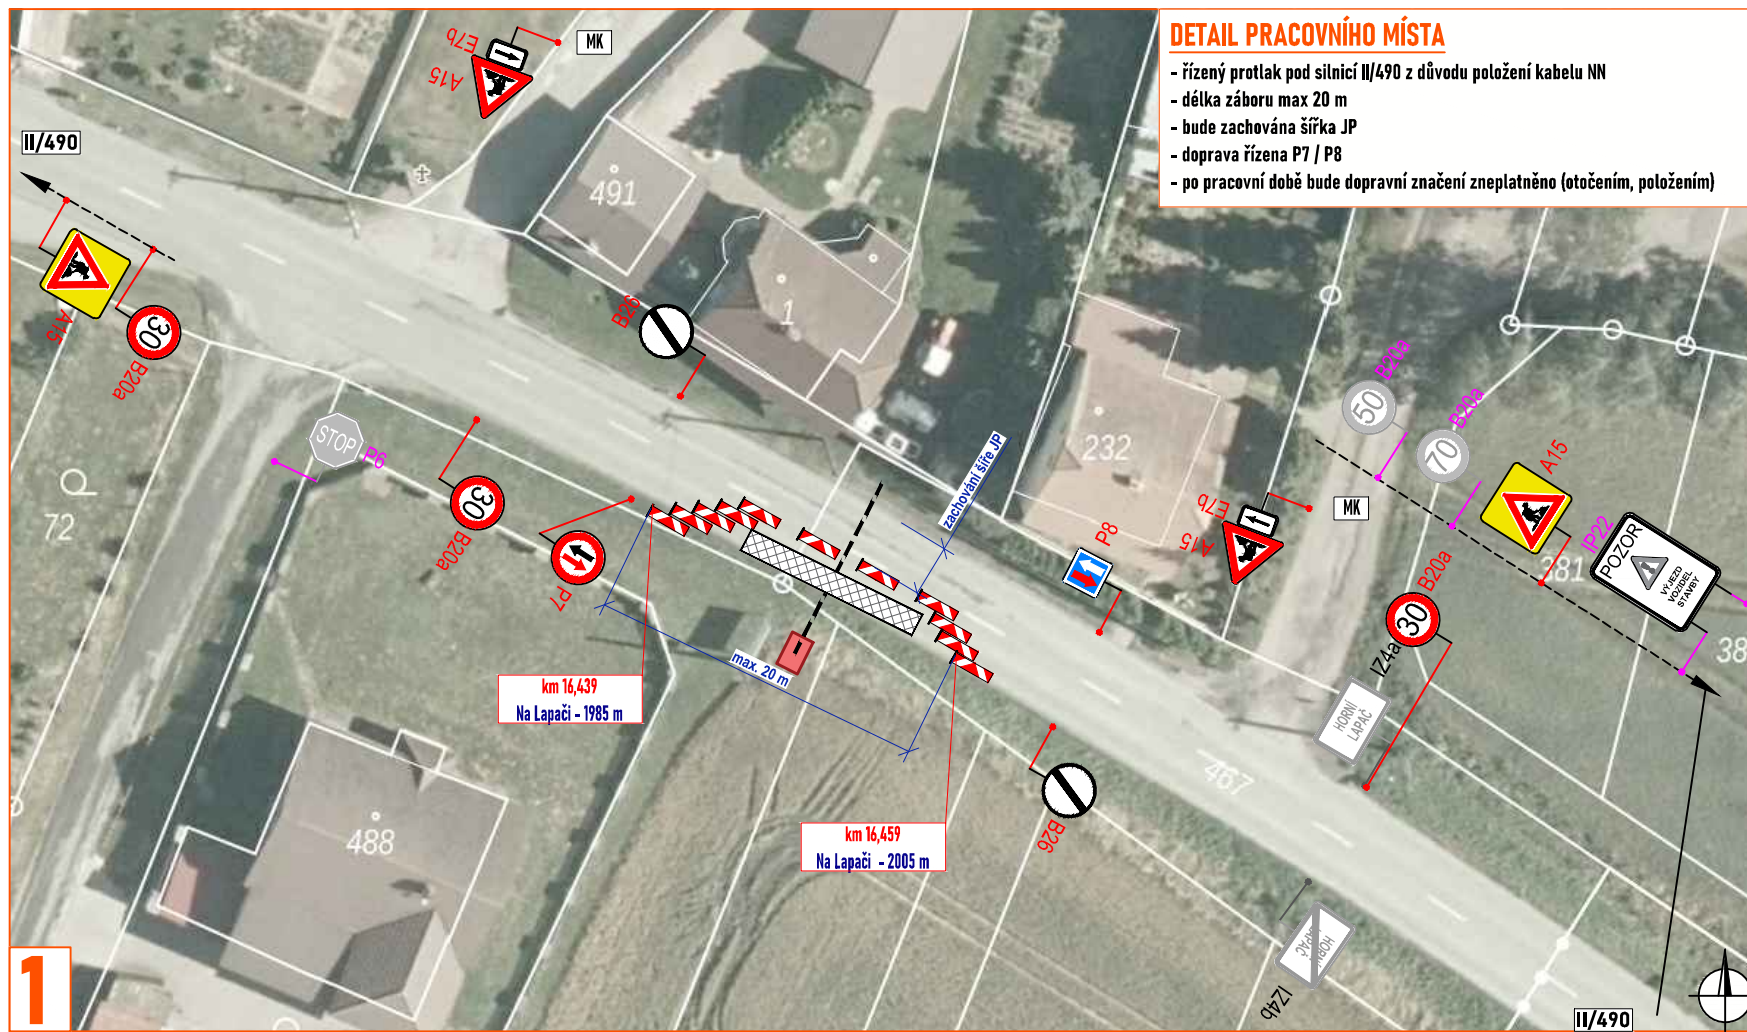 DETAIL PRACOVNÍHO MÍSTA
- řízený protlak pod silnicí II/490 z důvodu položení kabelu NN
- délka záboru max 20 m
- bude zachována šířka JP
- doprava řízena P7 / P8
- po pracovní době bude dopravní značení zneplatněno (otočením, položením)
E7b
MK
A15
II/490
491
A15
30
B20a
B26
1
STOP
P6
72
30
B20a
P7
zachování šíře JP
232
P8
E7b
A15
MK
50
B20a
70
B20a
A15
381
IP22
POZOR
VÝJEZD
VOZIDEL
STAVBY
38
B20a
30
IZ4a
HORNÍ
LAPAČ
max. 20 m
km 16,439
Na Lapači - 1985 m
467
km 16,459
Na Lapači - 2005 m
B26
488
HORNÍ
LAPAČ
IZ4b
II/490
1